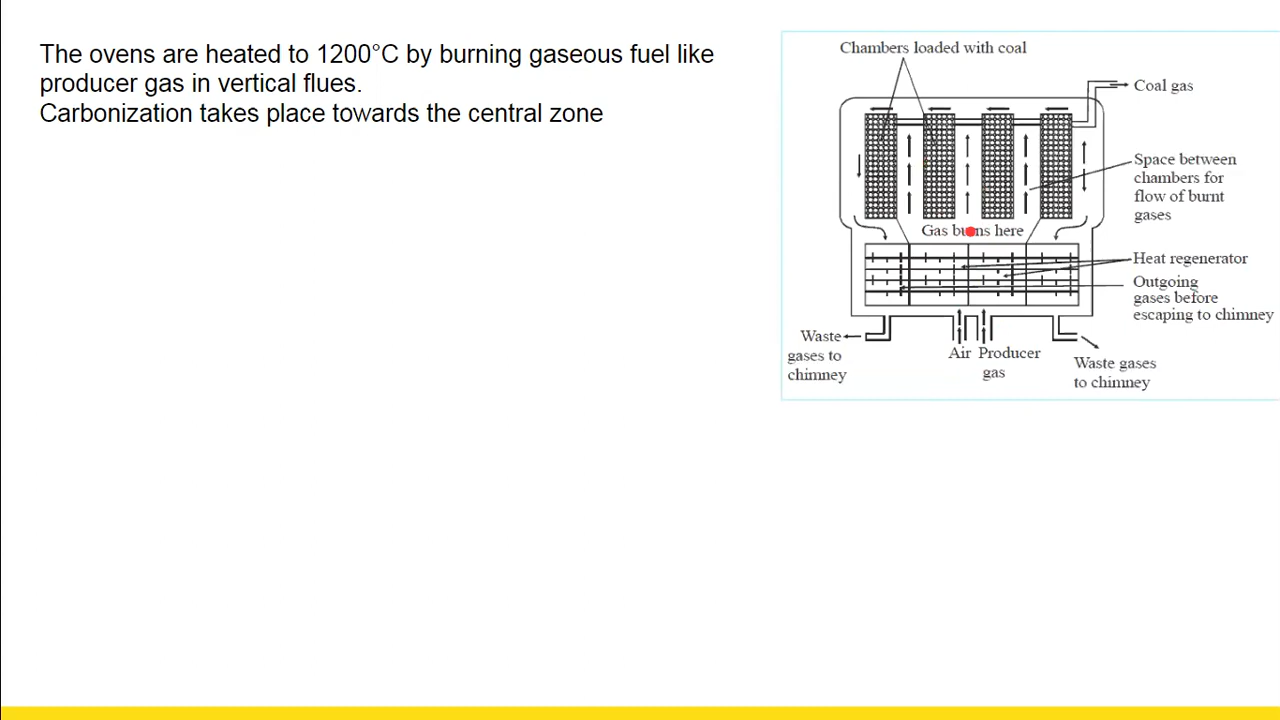 The ovens are heated to 1200°C by burning gaseous fuel like
producer gas in vertical flues.
Carbonization takes place towards the central zone
Chambers loaded with coal
Coal gas
Space between
chambers for
flow of burnt
gases
Gas burns here
Heat regenerator
Outgoing
gases before
escaping to chimney
Waste
gases to
chimney
Air
Producer
gas
Waste gases
to chimney